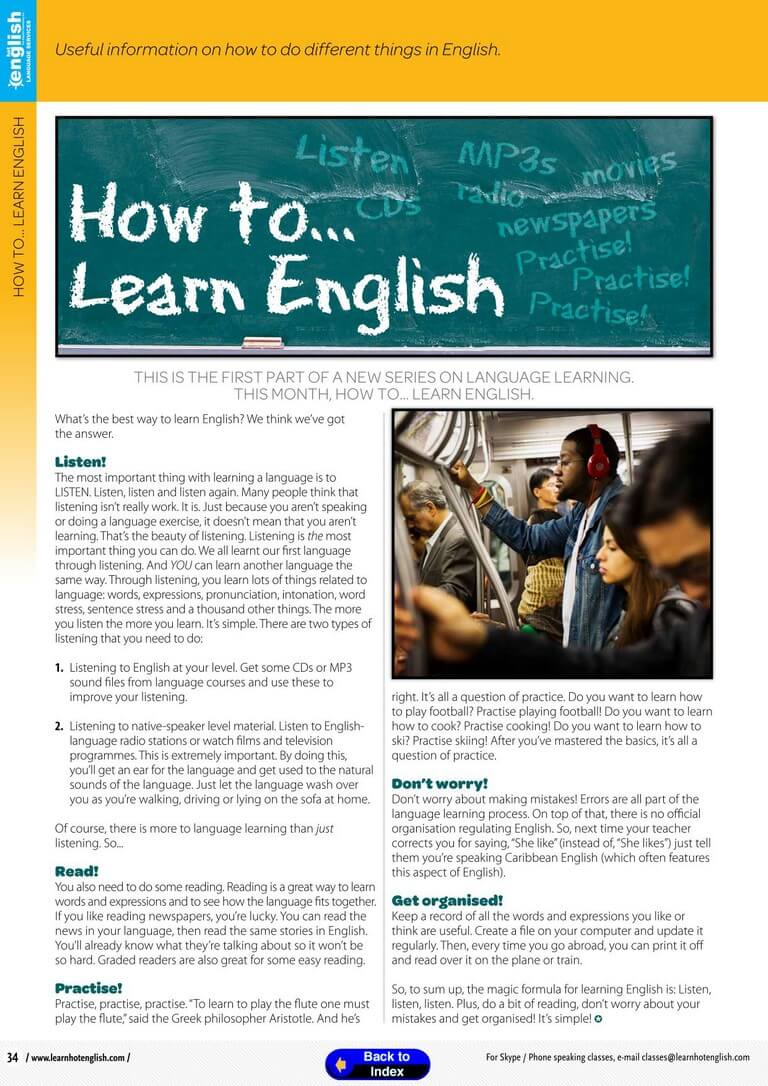 hot
english
LANGUAGE SERVICES
Useful information on how to do different things in English.
HOW TO... LEARN ENGLISH
Listen
MP3s
movies
CDs
radio
newspapers
Practise!
Practise!
Practise!
How to...
Learn English
THIS IS THE FIRST PART OF A NEW SERIES ON LANGUAGE LEARNING.
THIS MONTH, HOW TO... LEARN ENGLISH.
What's the best way to learn English? We think we've got
the answer.
Listen!
The most important thing with learning a language is to
LISTEN. Listen, listen and listen again. Many people think that
listening isn't really work. It is. Just because you aren't speaking
or doing a language exercise, it doesn't mean that you aren't
learning. That's the beauty of listening. Listening is the most
important thing you can do. We all learnt our first language
through listening. And YOU can learn another language the
same way. Through listening, you learn lots of things related to
language: words, expressions, pronunciation, intonation, word
stress, sentence stress and a thousand other things. The more
you listen the more you learn. It's simple. There are two types of
listening that you need to do:
1. Listening to English at your level. Get some CDs or MP3
sound files from language courses and use these to
improve your listening.
2. Listening to native-speaker level material. Listen to English-
language radio stations or watch films and television
programmes. This is extremely important. By doing this,
you'll get an ear for the language and get used to the natural
sounds of the language. Just let the language wash over
you as you're walking, driving or lying on the sofa at home.
Of course, there is more to language learning than just
listening. So...
Read!
You also need to do some reading. Reading is a great way to learn
words and expressions and to see how the language fits together.
If you like reading newspapers, you're lucky. You can read the
news in your language, then read the same stories in English.
You'll already know what they're talking about so it won't be
so hard. Graded readers are also great for some easy reading.
Practise!
Practise, practise, practise. "To learn to play the flute one must
play the flute," said the Greek philosopher Aristotle. And he's
right. It's all a question of practice. Do you want to learn how
to play football? Practise playing football! Do you want to learn
how to cook? Practise cooking! Do you want to learn how to
ski? Practise skiing! After you've mastered the basics, it's all a
question of practice.
Don't worry!
Don't worry about making mistakes! Errors are all part of the
language learning process. On top of that, there is no official
organisation regulating English. So, next time your teacher
corrects you for saying, "She like" (instead of, "She likes") just tell
them you're speaking Caribbean English (which often features
this aspect of English).
Get organised!
Keep a record of all the words and expressions you like or
think are useful. Create a file on your computer and update it
regularly. Then, every time you go abroad, you can print it off
and read over it on the plane or train.
So, to sum up, the magic formula for learning English is: Listen,
listen, listen. Plus, do a bit of reading, don't worry about your
mistakes and get organised! It's simple!
34 / www.learnhotenglish.com /
Back to
Index
For Skype / Phone speaking classes, e-mail classes@learnhotenglish.com